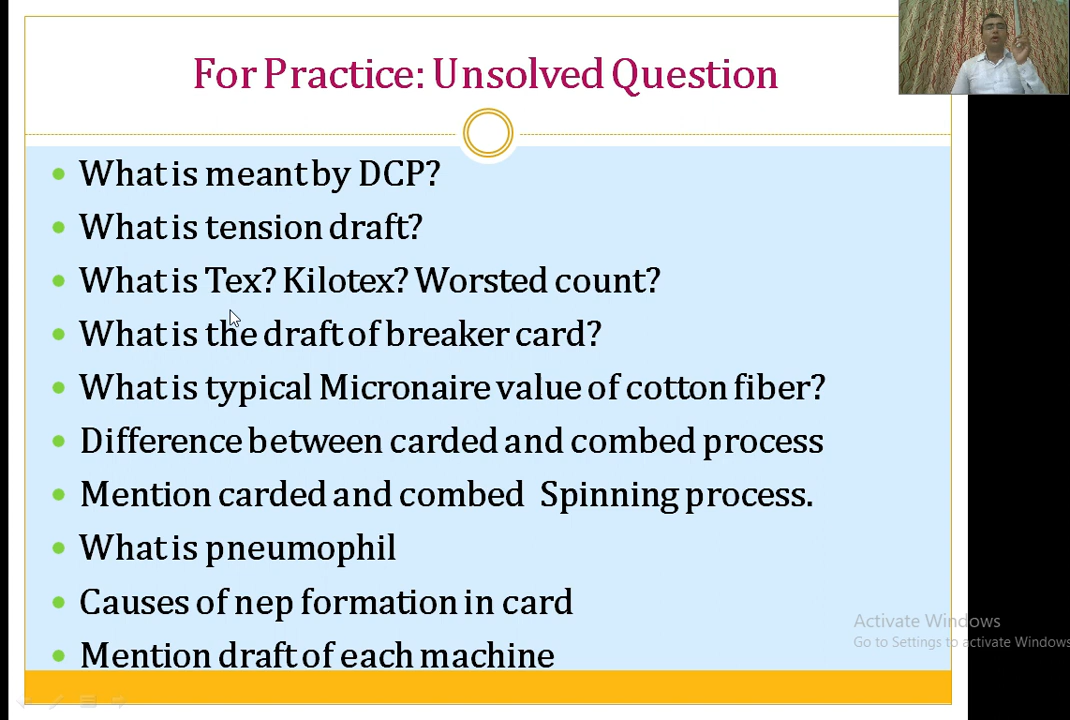 For Practice: Unsolved Question
What is meant by DCP?
What is tension draft?
What is Tex? Kilotex? Worsted count?
What is the draft of breaker card?
What is typical Micronaire value of cotton fiber?
Difference between carded and combed process
Mention carded and combed Spinning process.
What is pneumophil
Causes of nep formation in card
Mention draft of each machine
Activate Windows
Go to Settings to activate Windows